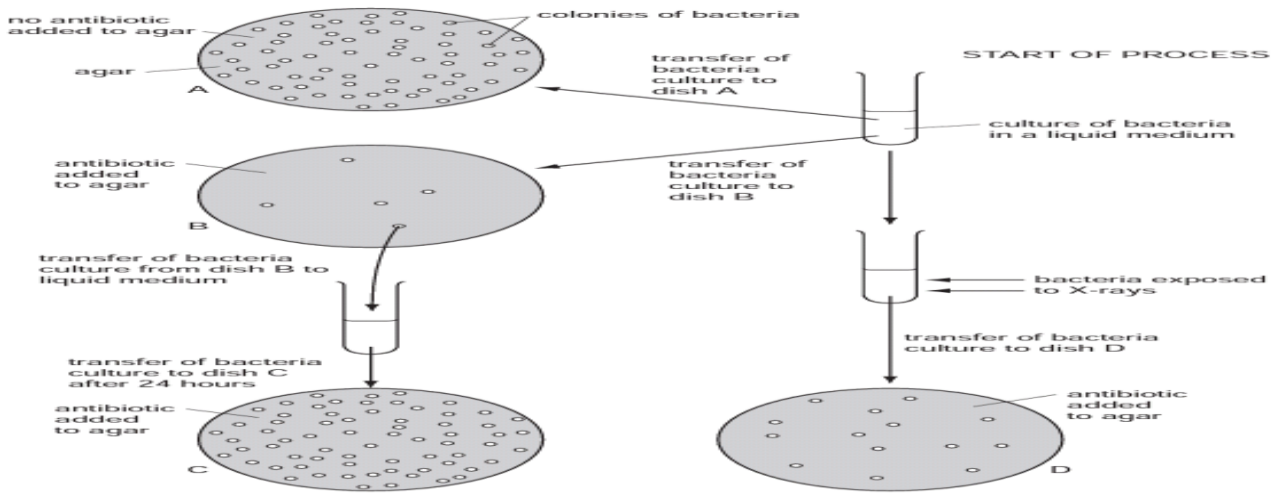 no antibiotic
added to agar
agar
A
colonies of bacteria
transfer of
bacteria
culture to
dish A
START OF PROCESS
culture of bacteria
in a liquid medium
antibiotic
added
to agar
B
transfer of
bacteria
culture to
dish B
transfer of bacteria
culture from dish B to
liquid medium
bacteria exposed
to X-rays
transfer of bacteria
culture to dish D
transfer of bacteria
culture to dish C
after 24 hours
antibiotic
added
to agar
C
antibiotic
added
to agar
D